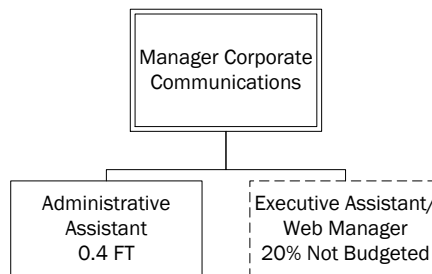 Manager Corporate
Communications
Administrative
Assistant
0.4 FT
Executive Assistant/
Web Manager
20% Not Budgeted